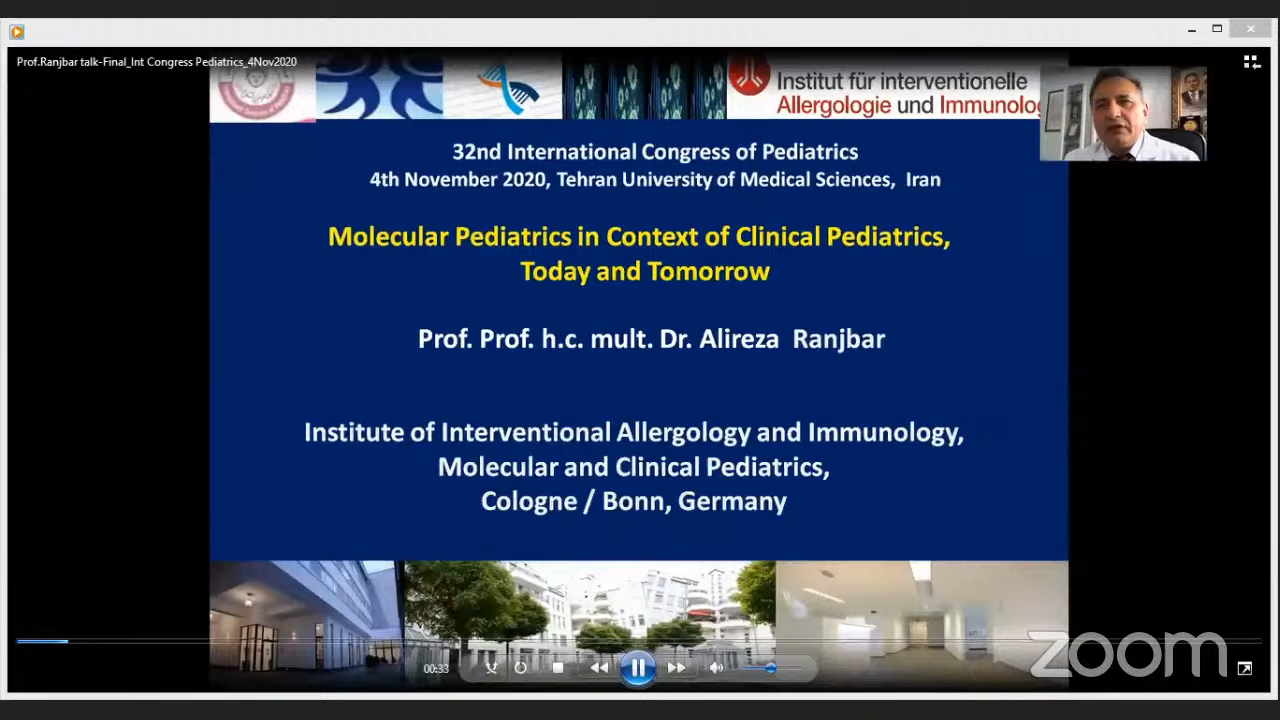 Prof.Ranjbar talk-Final_Int Congress Pediatrics_4Nov2020
Institut für interventionelle
Allergologie und Immunolog
32nd International Congress of Pediatrics
4th November 2020, Tehran University of Medical Sciences, Iran
Molecular Pediatrics in Context of Clinical Pediatrics,
Today and Tomorrow
Prof. Prof. h.c. mult. Dr. Alireza Ranjbar
Institute of Interventional Allergology and Immunology,
Molecular and Clinical Pediatrics,
Cologne / Bonn, Germany
00:33
zoom